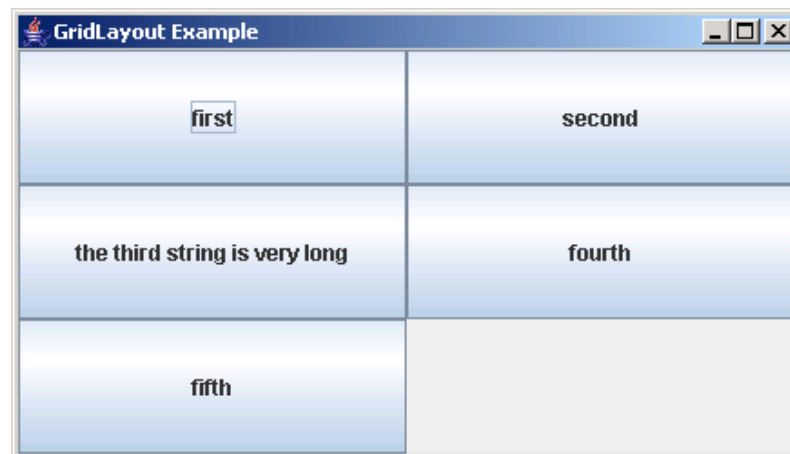 GridLayout Example
first
second
the third string is very long
fourth
fifth